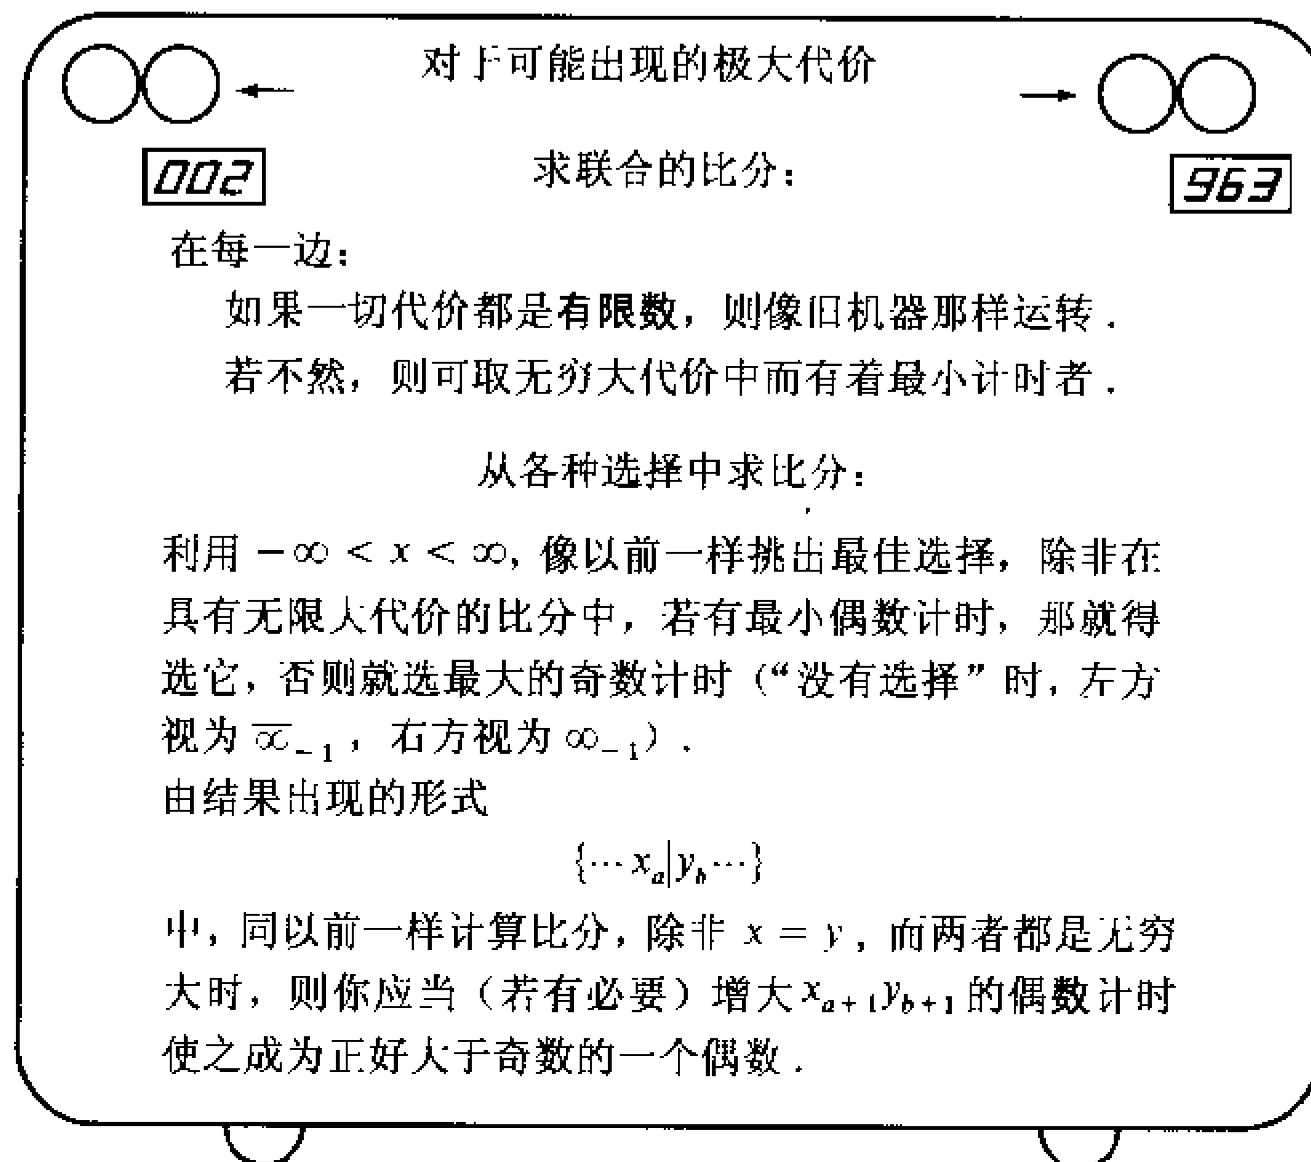 对于可能出现的极大代价
002
求联合的比分：
963
在每一边：
如果一切代价都是有限数，则像旧机器那样运转．
若不然，则可取无穷大代价中而有着最小计时者．
从各种选择中求比分：
利用 −∞ < x < ∞, 像以前一样挑出最佳选择，除非在
具有无限大代价的比分中，若有最小偶数计时，那就得
选它，否则就选最大的奇数计时（“没有选择”时，左方
视为 \overline{∞}_{-1}，右方视为 ∞_{-1}）．
由结果出现的形式
{⋯ x_a|y_b ⋯}
中，同以前一样计算比分，除非 x = y，而两者都是无穷
大时，则你应当（若有必要）增大 x_{a+1}y_{b+1} 的偶数计时
使之成为正好大于奇数的一个偶数．